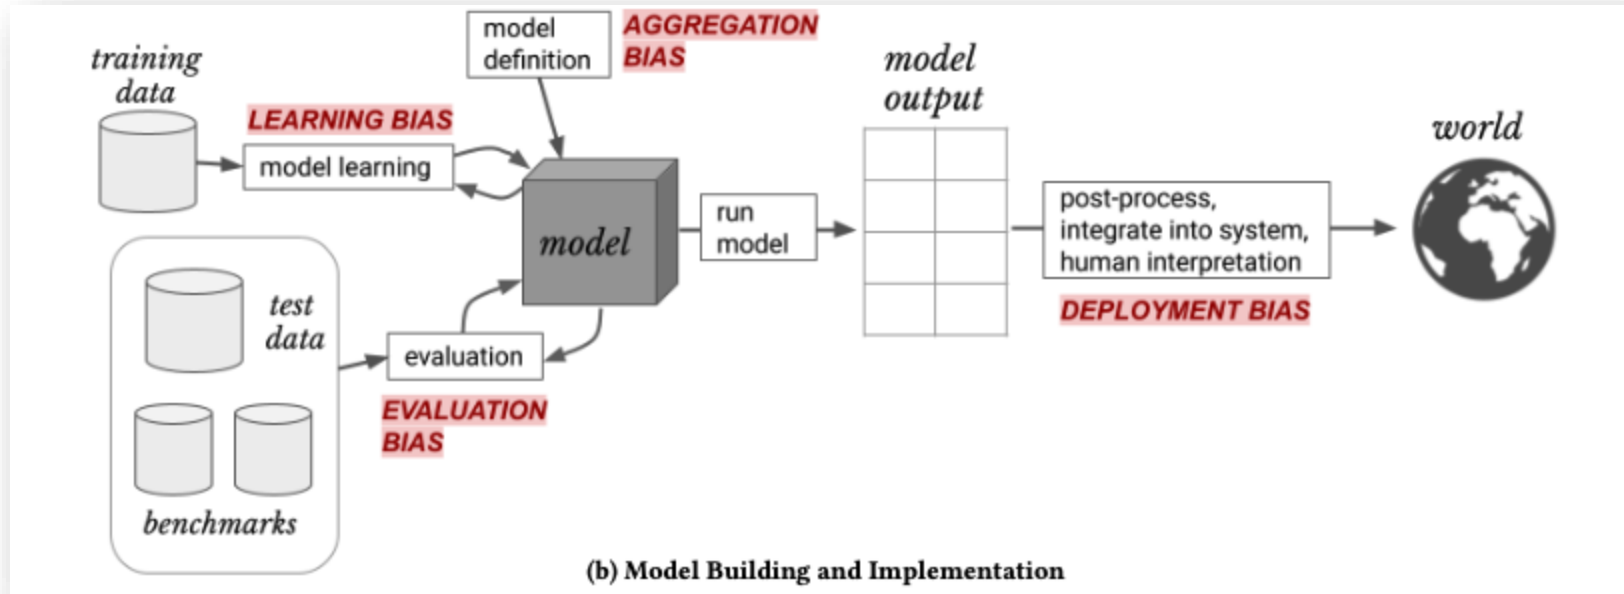 training
data
LEARNING BIAS
model learning
model
definition
AGGREGATION
BIAS
model
test
data
benchmarks
evaluation
EVALUATION
BIAS
run
model
model
output
post-process,
integrate into system,
human interpretation
DEPLOYMENT BIAS
world
(b) Model Building and Implementation